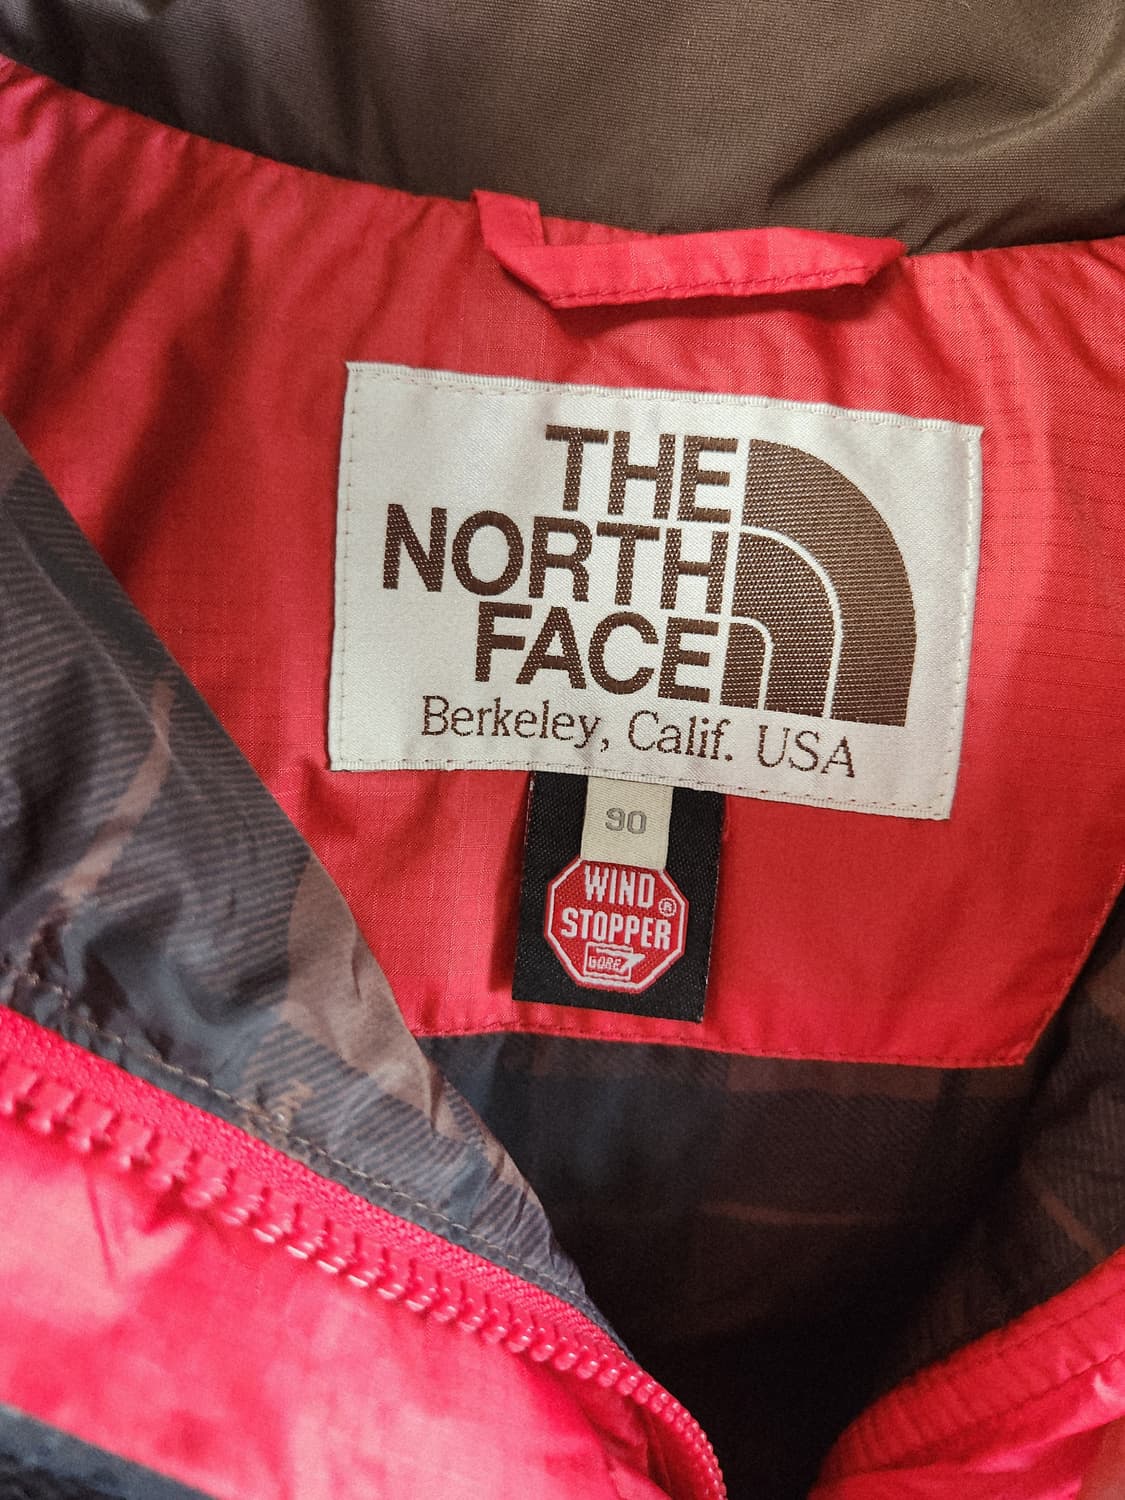 THE
NORTH
FACE
Berkeley, Calif. USA
90
WIND
STOPPER®
GORE